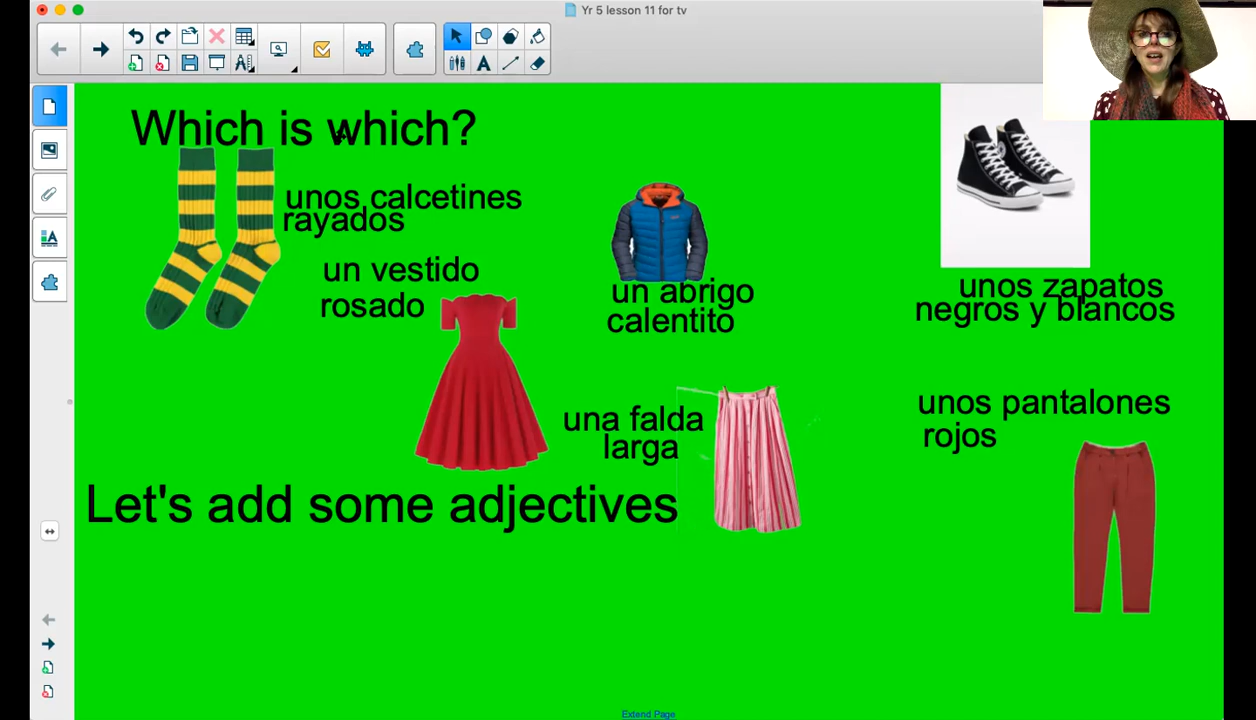 Yr 5 lesson 11 for tv
Which is which?
unos calcetines
rayados
un vestido
rosado
un abrigo
calentito
unos zapatos
negros y blancos
una falda
larga
unos pantalones
rojos
Let's add some adjectives
Extend Page